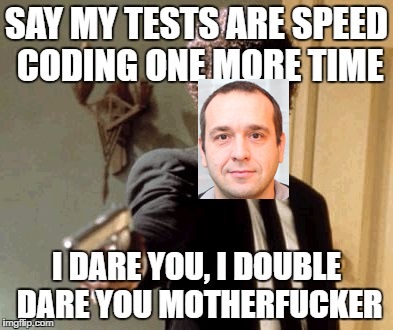 SAY MY TESTS ARE SPEED
CODING ONE MORE TIME
I DARE YOU, I DOUBLE
DARE YOU MOTHERFUCKER
imgflip.com